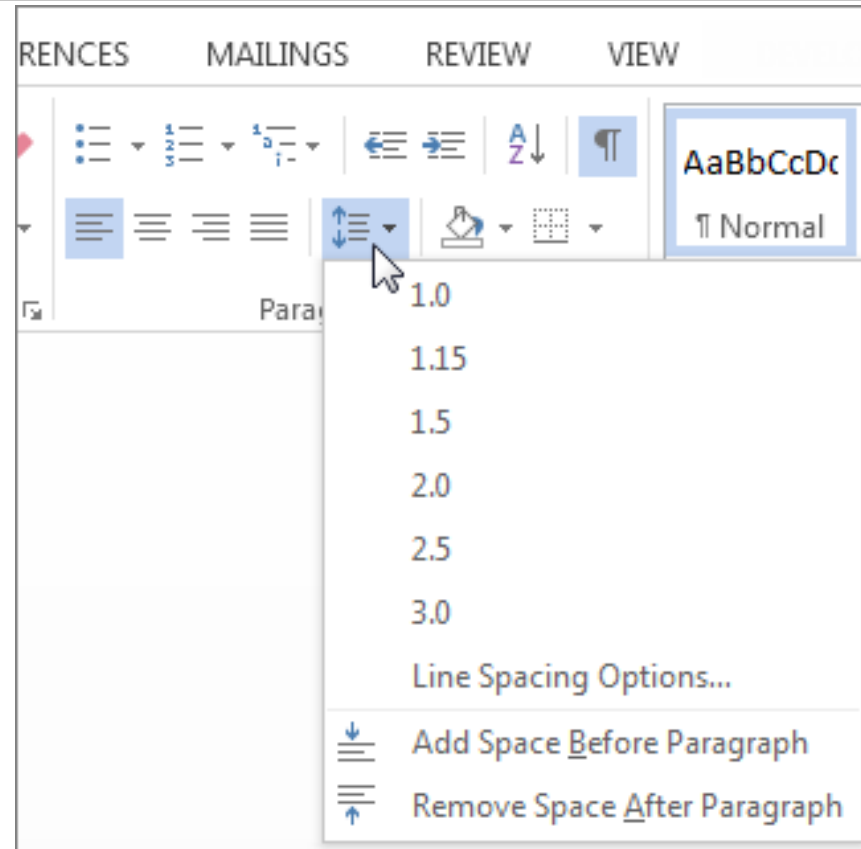 RENCES MAILINGS REVIEW VIEW
AaBbCcDc
¶ Normal
Para
1.0
1.15
1.5
2.0
2.5
3.0
Line Spacing Options...
Add Space Before Paragraph
Remove Space After Paragraph